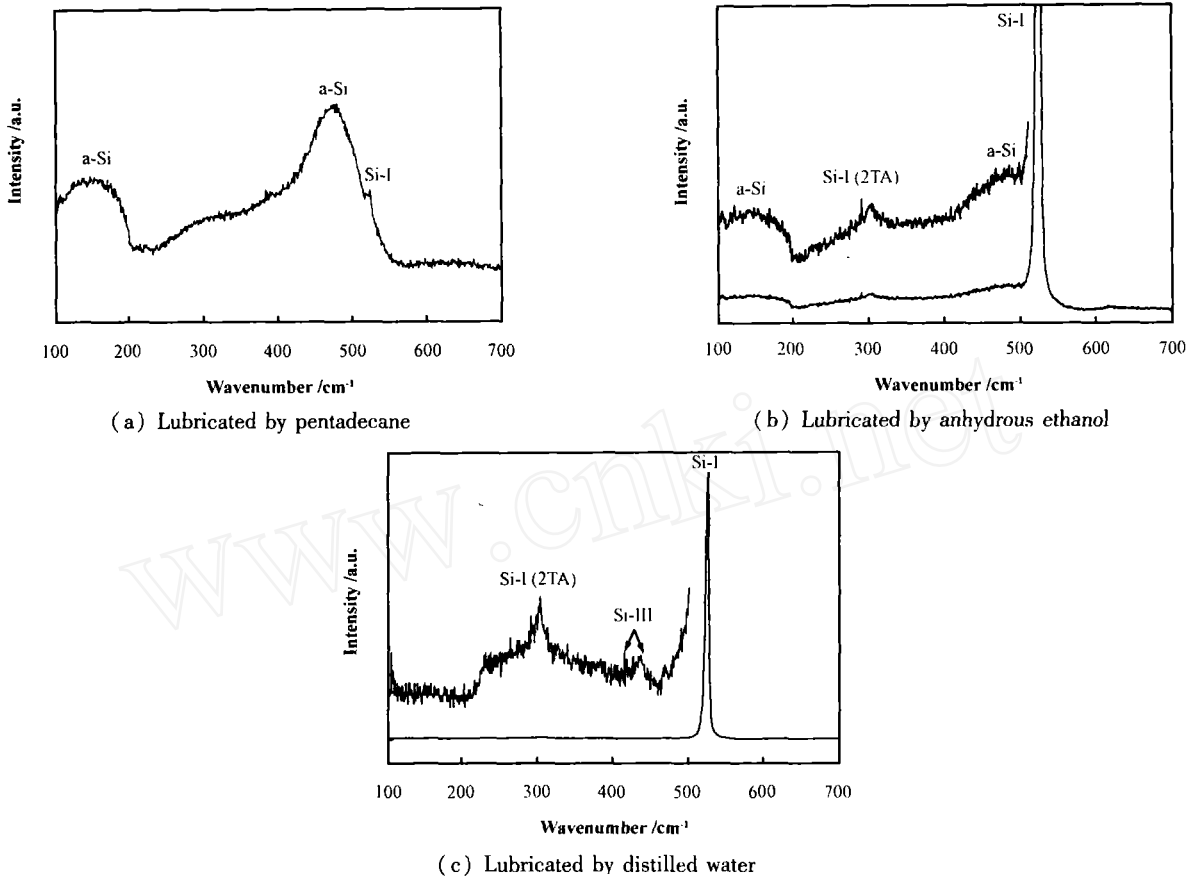 Intensity /a.u.
a-Si
a-Si
Si-I
100 200 300 400 500 600 700
Wavenumber /cm⁻¹
(a) Lubricated by pentadecane
Intensity /a.u.
Si-I
a-Si
Si-I (2TA)
a-Si
100 200 300 400 500 600 700
Wavenumber /cm⁻¹
(b) Lubricated by anhydrous ethanol
Intensity /a.u.
Si-I
Si-I (2TA)
Si-III
100 200 300 400 500 600 700
Wavenumber /cm⁻¹
(c) Lubricated by distilled water
www.cnki.net